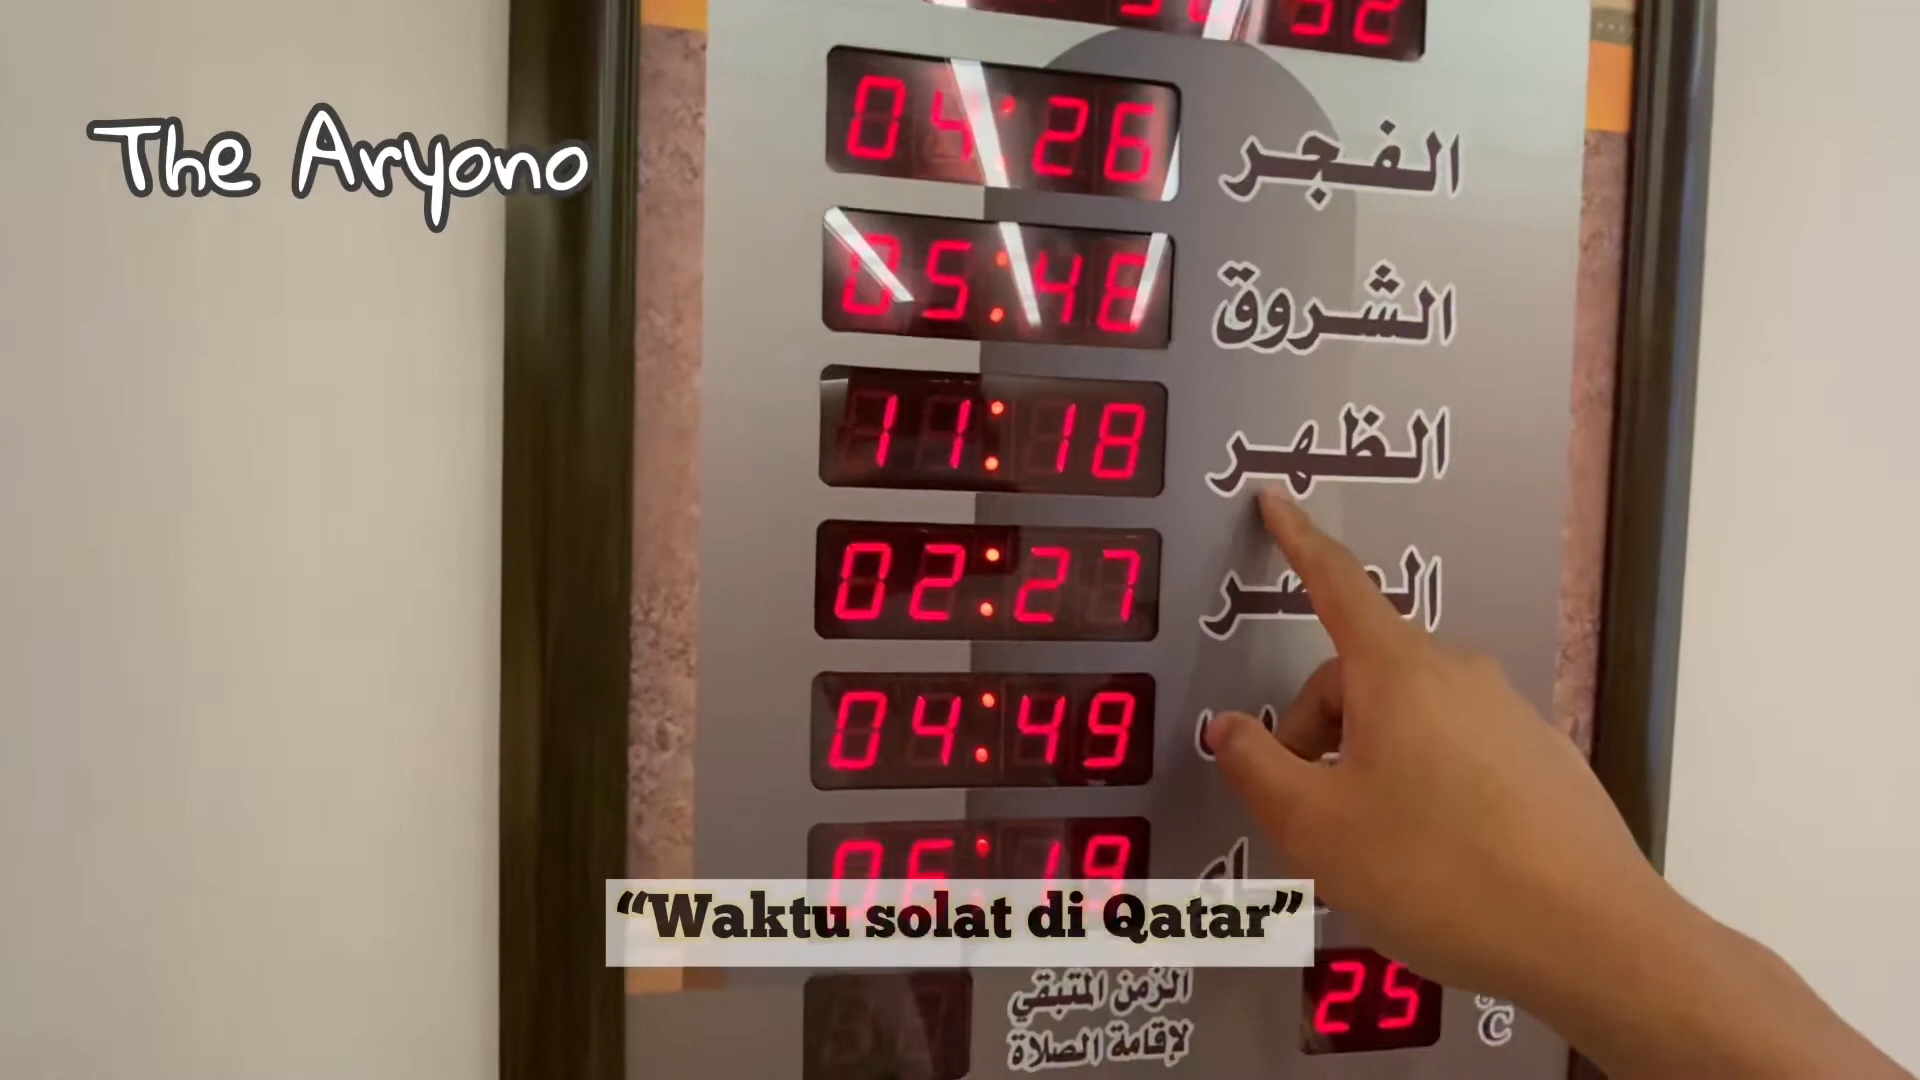 The Aryono
04:26 الفجر
05:46 الشروق
11:18 الظهر
02:27
04:49
06:19
“Waktu solat di Qatar”
الزمن المتبقي
لإقامة الصلاة
25 °C